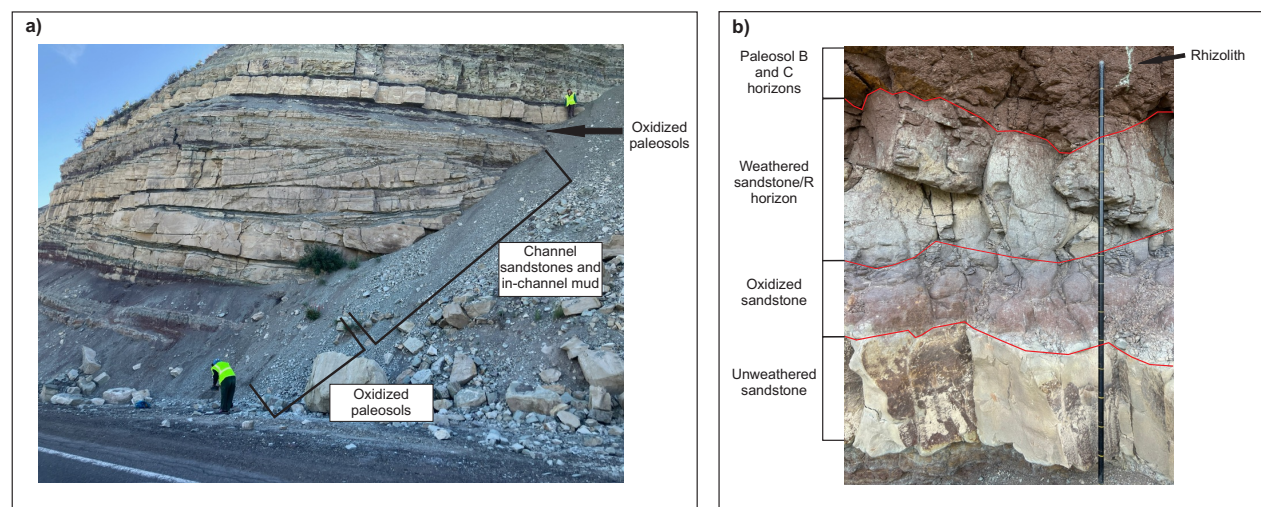 a)
Oxidized
paleosols
Channel
sandstones and
in-channel mud
Oxidized
paleosols
b)
Paleosol B
and C
horizons
Rhizolith
Weathered
sandstone/R
horizon
Oxidized
sandstone
Unweathered
sandstone